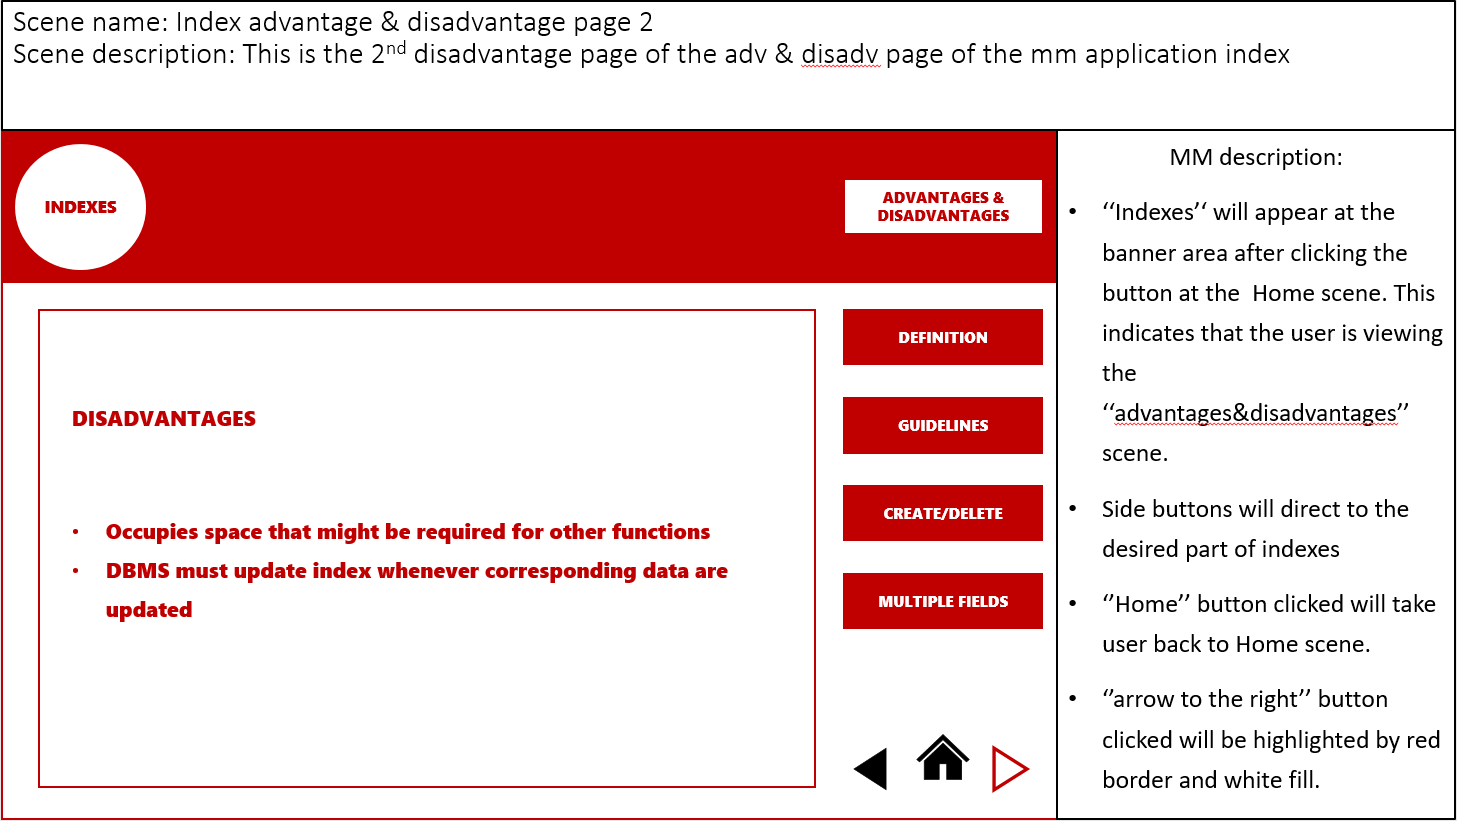 Scene name: Index advantage & disadvantage page 2
Scene description: This is the 2nd disadvantage page of the adv & disadv page of the mm application index
INDEXES
ADVANTAGES &
DISADVANTAGES
DISADVANTAGES
• Occupies space that might be required for other functions
• DBMS must update index whenever corresponding data are
updated
DEFINITION
GUIDELINES
CREATE/DELETE
MULTIPLE FIELDS
MM description:
• ‘‘Indexes’‘ will appear at the
banner area after clicking the
button at the  Home scene. This
indicates that the user is viewing
the
‘‘advantages&disadvantages’’
scene.
• Side buttons will direct to the
desired part of indexes
• ‘’Home’’ button clicked will take
user back to Home scene.
• ‘’arrow to the right’’ button
clicked will be highlighted by red
border and white fill.